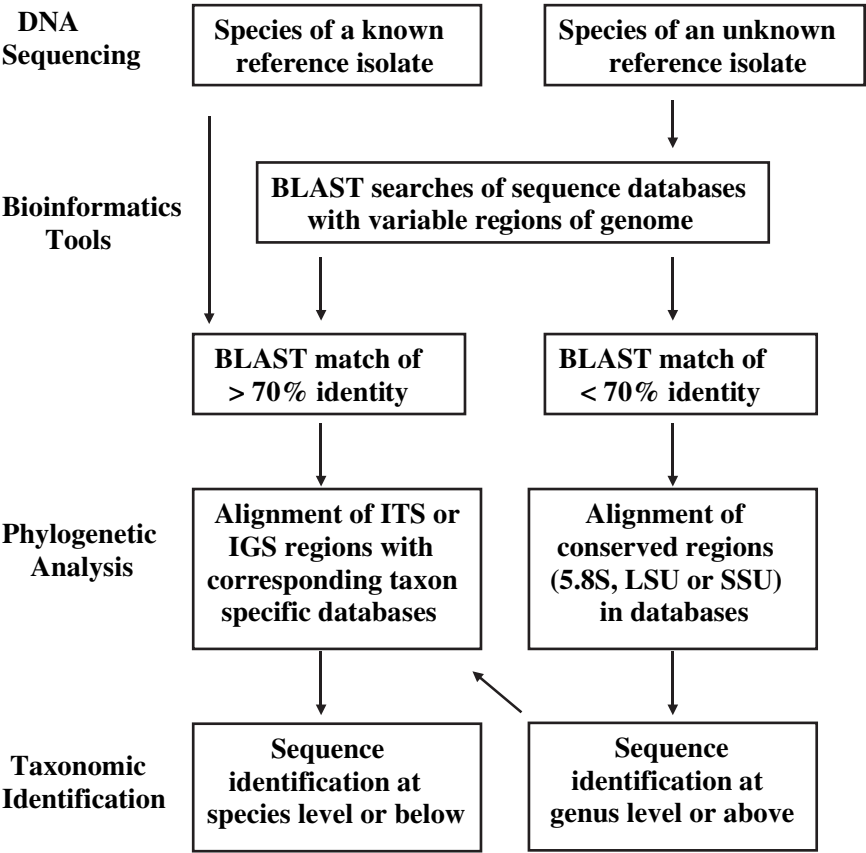 DNA
Sequencing
Species of a known
reference isolate
Species of an unknown
reference isolate
Bioinformatics
Tools
BLAST searches of sequence databases
with variable regions of genome
BLAST match of
> 70% identity
BLAST match of
< 70% identity
Phylogenetic
Analysis
Alignment of ITS or
IGS regions with
corresponding taxon
specific databases
Alignment of
conserved regions
(5.8S, LSU or SSU)
in databases
Taxonomic
Identification
Sequence
identification at
species level or below
Sequence
identification at
genus level or above